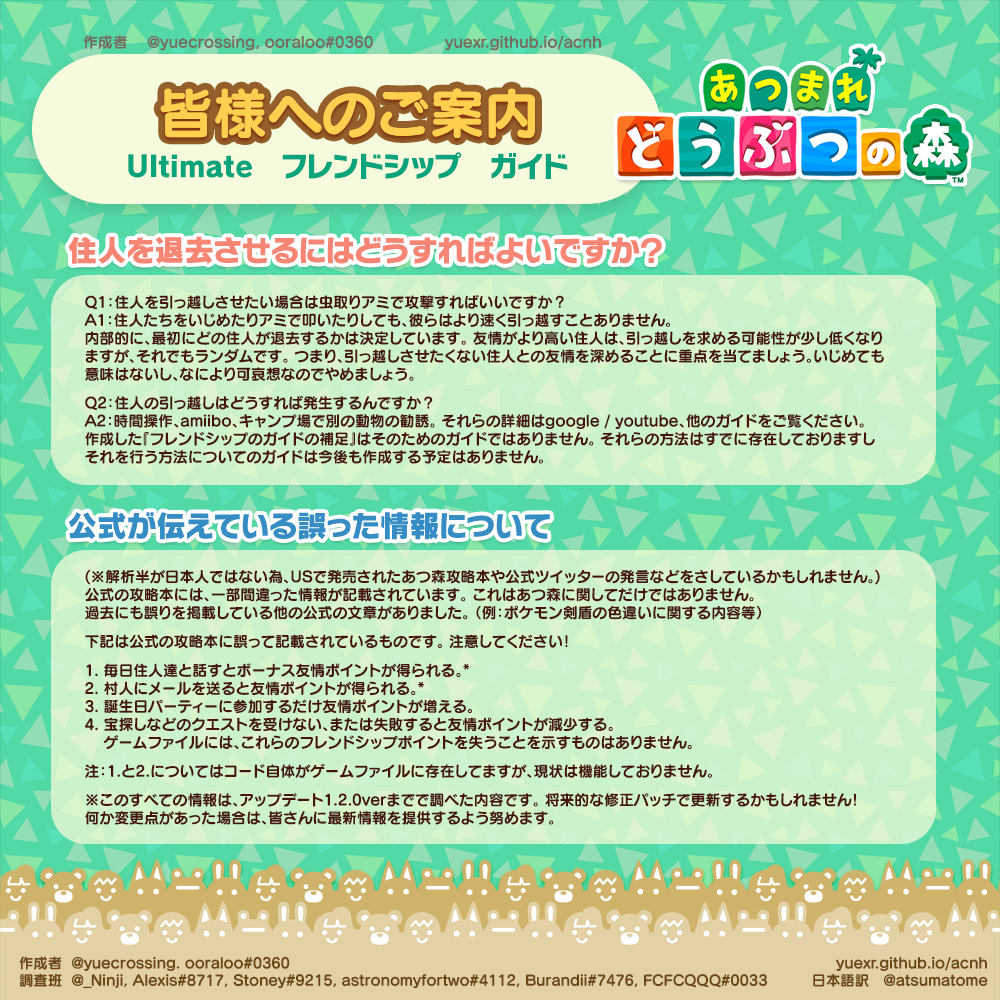 作成者 @yuecrossing, ooraloo#0360 yuexr.github.io/acnh
皆様へのご案内
Ultimate フレンドシップ ガイド
あつまれ
どうぶつの森
TM
住人を退去させるにはどうすればよいですか?
Q1:住人を引っ越しさせたい場合は虫取りアミで攻撃すればいいですか?
A1:住人たちをいじめたりアミで叩いたりしても、彼らはより速く引っ越すことありません。
内部的に、最初にどの住人が退去するかは決定しています。友情がより高い住人は、引っ越しを求める可能性が少し低くなり
ますが、それでもランダムです。つまり、引っ越しさせたくない住人との友情を深めることに重点を当てましょう。いじめても
意味はないし、なにより可哀想なのでやめましょう。
Q2:住人の引っ越しはどうすれば発生するんですか?
A2:時間操作、amiibo、キャンプ場で別の動物の勧誘。それらの詳細はgoogle / youtube、他のガイドをご覧ください。
作成した『フレンドシップのガイドの補足』はそのためのガイドではありません。それらの方法はすでに存在しておりますし
それを行う方法についてのガイドは今後も作成する予定はありません。
公式が伝えている誤った情報について
(※解析半が日本人ではない為、USで発売されたあつ森攻略本や公式ツイッターの発言などをさしているかもしれません。)
公式の攻略本には、一部間違った情報が記載されています。これはあつ森に関してだけではありません。
過去にも誤りを掲載している他の公式の文章がありました。(例:ポケモン剣盾の色違いに関する内容等)
下記は公式の攻略本に誤って記載されているものです。注意してください!
1. 毎日住人達と話すとボーナス友情ポイントが得られる。*
2. 村人にメールを送ると友情ポイントが得られる。*
3. 誕生日パーティーに参加するだけ友情ポイントが増える。
4. 宝探しなどのクエストを受けない、または失敗すると友情ポイントが減少する。
ゲームファイルには、これらのフレンドシップポイントを失うことを示すものはありません。
注:1.と2.についてはコード自体がゲームファイルに存在してますが、現状は機能しておりません。
※このすべての情報は、アップデート1.2.0verまでで調べた内容です。将来的な修正パッチで更新するかもしれません!
何か変更点があった場合は、皆さんに最新情報を提供するよう努めます。
作成者 @yuecrossing. ooraloo#0360 yuexr.github.io/acnh
調査班 @_Ninji, Alexis#8717, Stoney#9215, astronomyfortwo#4112, Burandii#7476, FCFCQQQ#0033 日本語訳 @atsumatome